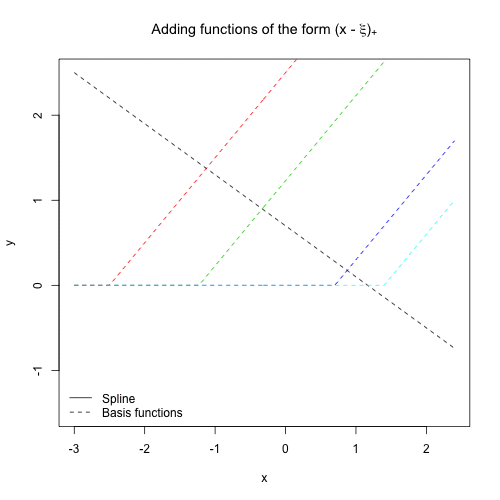 Adding functions of the form (x - ξ)₊
y
2
1
0
-1
Spline
Basis functions
-3 -2 -1 0 1 2
x